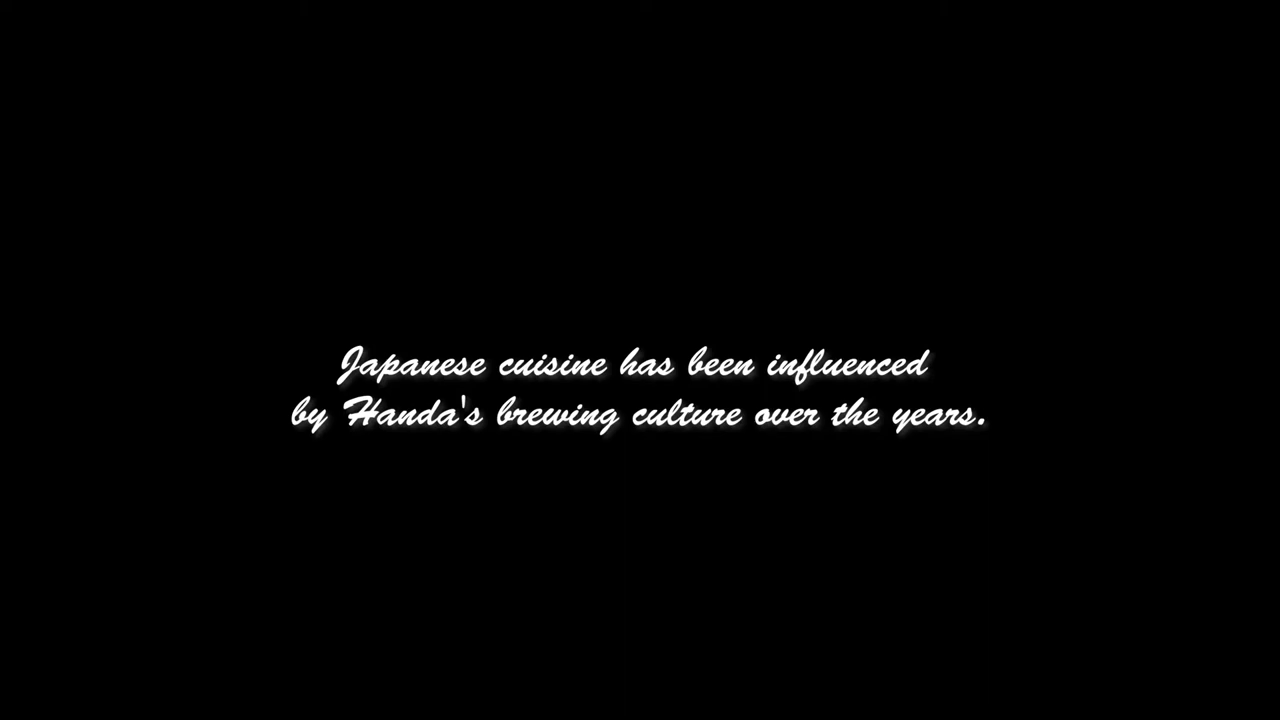 Japanese cuisine has been influenced
by Handa's brewing culture over the years.